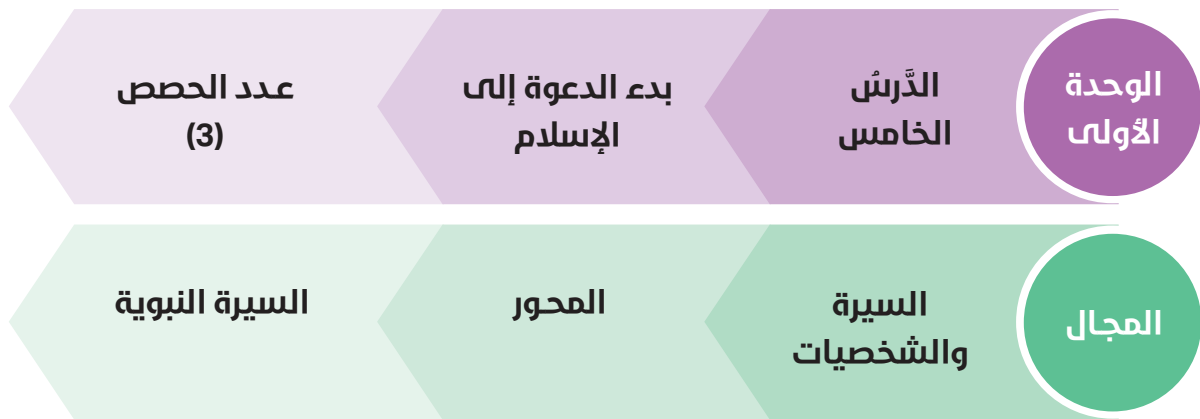 الوحدة
الأولى
الدَّرسُ
الخامس
بدء الدعوة إلى
الإسلام
عدد الحصص
(3)
المجال
السيرة
والشخصيات
المحور
السيرة النبوية